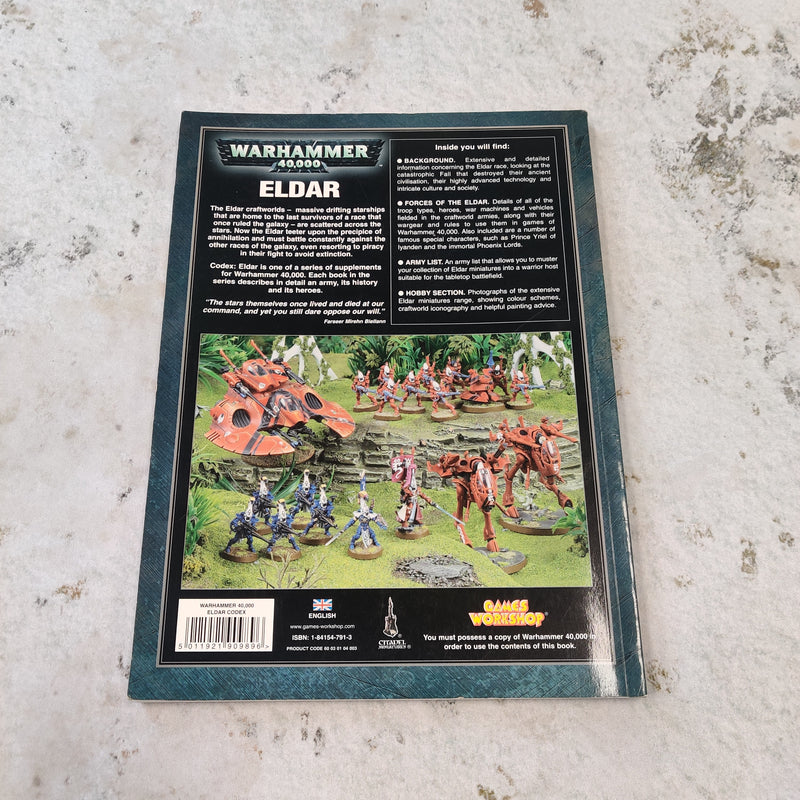 WARHAMMER
40,000
ELDAR
The Eldar craftworlds – massive drifting starships
that are home to the last survivors of a race that
once ruled the galaxy – are scattered across the
stars. Now the Eldar teeter upon the precipice of
annihilation and must battle constantly against the
other races of the galaxy, even resorting to piracy
in their fight to avoid extinction.
Codex: Eldar is one of a series of supplements
for Warhammer 40,000. Each book in the
series describes in detail an army, its history
and its heroes.
"The stars themselves once lived and died at our
command, and yet you still dare oppose our will."
Farseer Mirehn Biellann
Inside you will find:
● BACKGROUND. Extensive and detailed
information concerning the Eldar race, looking at the
catastrophic Fall that destroyed their ancient
civilisation, their highly advanced technology and
intricate culture and society.
● FORCES OF THE ELDAR. Details of all of the
troop types, heroes, war machines and vehicles
fielded in the craftworld armies, along with their
wargear and rules to use them in games of
Warhammer 40,000. Also included are a number of
famous special characters, such as Prince Yriel of
Iyanden and the immortal Phoenix Lords.
● ARMY LIST. An army list that allows you to muster
your collection of Eldar miniatures into a warrior host
suitable for the tabletop battlefield.
● HOBBY SECTION. Photographs of the extensive
Eldar miniatures range, showing colour schemes,
craftworld iconography and helpful painting advice.
WARHAMMER 40,000
ELDAR CODEX
5 011921 909896 >
ENGLISH
www.games-workshop.com
ISBN: 1-84154-791-3
PRODUCT CODE 60 03 01 04 003
CITADEL
MINIATURES ®
GAMES
WORKSHOP®
You must possess a copy of Warhammer 40,000 in
order to use the contents of this book.